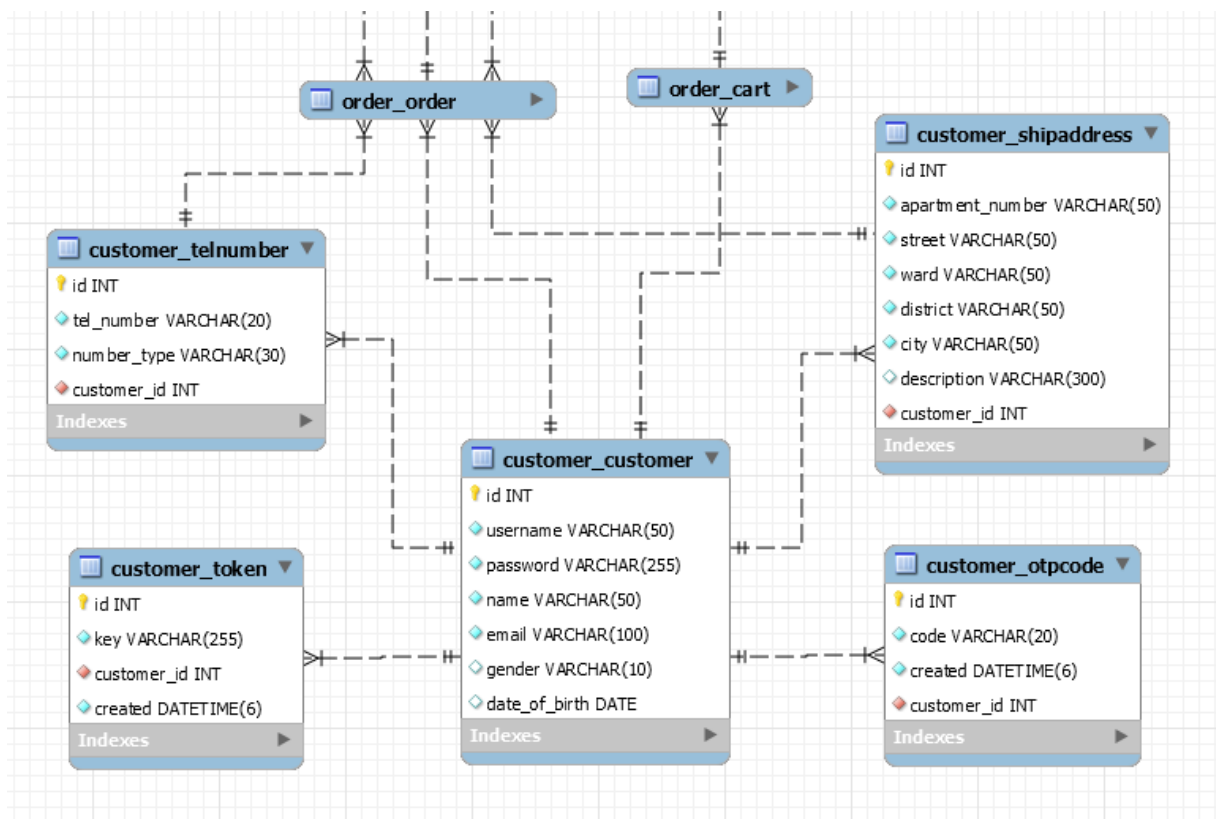 order_order
order_cart
customer_shipaddress
id INT
apartment_number VARCHAR(50)
street VARCHAR(50)
ward VARCHAR(50)
district VARCHAR(50)
city VARCHAR(50)
description VARCHAR(300)
customer_id INT
Indexes
customer_telnumber
id INT
tel_number VARCHAR(20)
number_type VARCHAR(30)
customer_id INT
Indexes
customer_customer
id INT
username VARCHAR(50)
password VARCHAR(255)
name VARCHAR(50)
email VARCHAR(100)
gender VARCHAR(10)
date_of_birth DATE
Indexes
customer_token
id INT
key VARCHAR(255)
customer_id INT
created DATETIME(6)
Indexes
customer_otpcode
id INT
code VARCHAR(20)
created DATETIME(6)
customer_id INT
Indexes